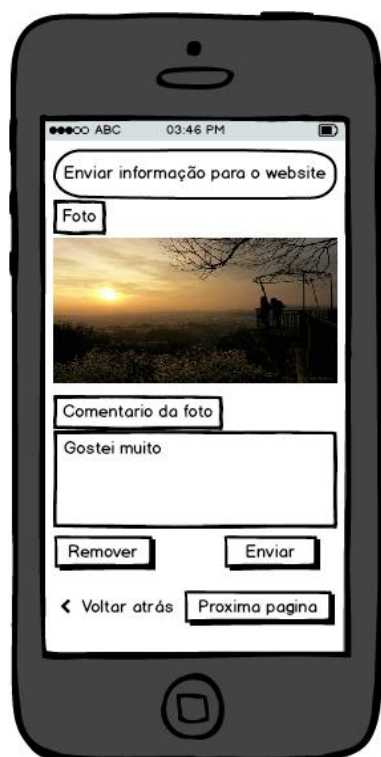 ABC 03:46 PM
Enviar informação para o website
Foto
Comentario da foto
Gostei muito
Remover Enviar
Voltar atrás Proxima pagina